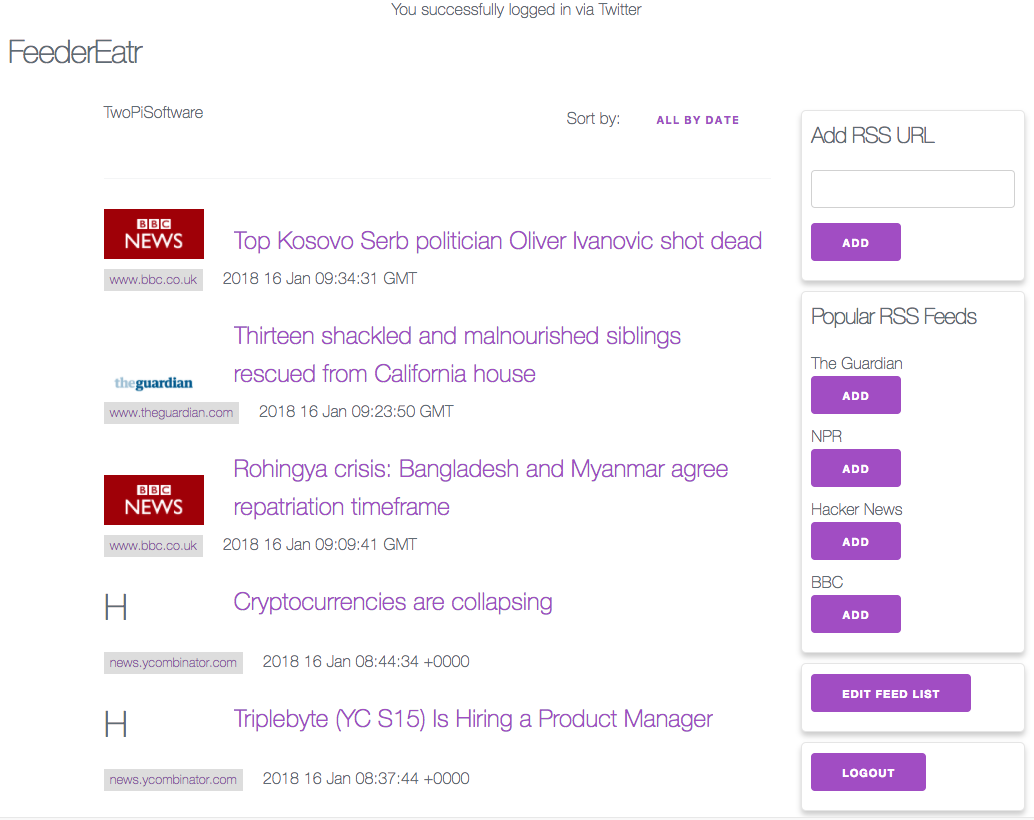 You successfully logged in via Twitter
FeederEatr
TwoPiSoftware
Sort by: ALL BY DATE
BBC
NEWS
Top Kosovo Serb politician Oliver Ivanovic shot dead
www.bbc.co.uk 2018 16 Jan 09:34:31 GMT
Thirteen shackled and malnourished siblings
rescued from California house
theguardian
www.theguardian.com 2018 16 Jan 09:23:50 GMT
Rohingya crisis: Bangladesh and Myanmar agree
repatriation timeframe
BBC
NEWS
www.bbc.co.uk 2018 16 Jan 09:09:41 GMT
H Cryptocurrencies are collapsing
news.ycombinator.com 2018 16 Jan 08:44:34 +0000
H Triplebyte (YC S15) Is Hiring a Product Manager
news.ycombinator.com 2018 16 Jan 08:37:44 +0000
Add RSS URL
ADD
Popular RSS Feeds
The Guardian
ADD
NPR
ADD
Hacker News
ADD
BBC
ADD
EDIT FEED LIST
LOGOUT